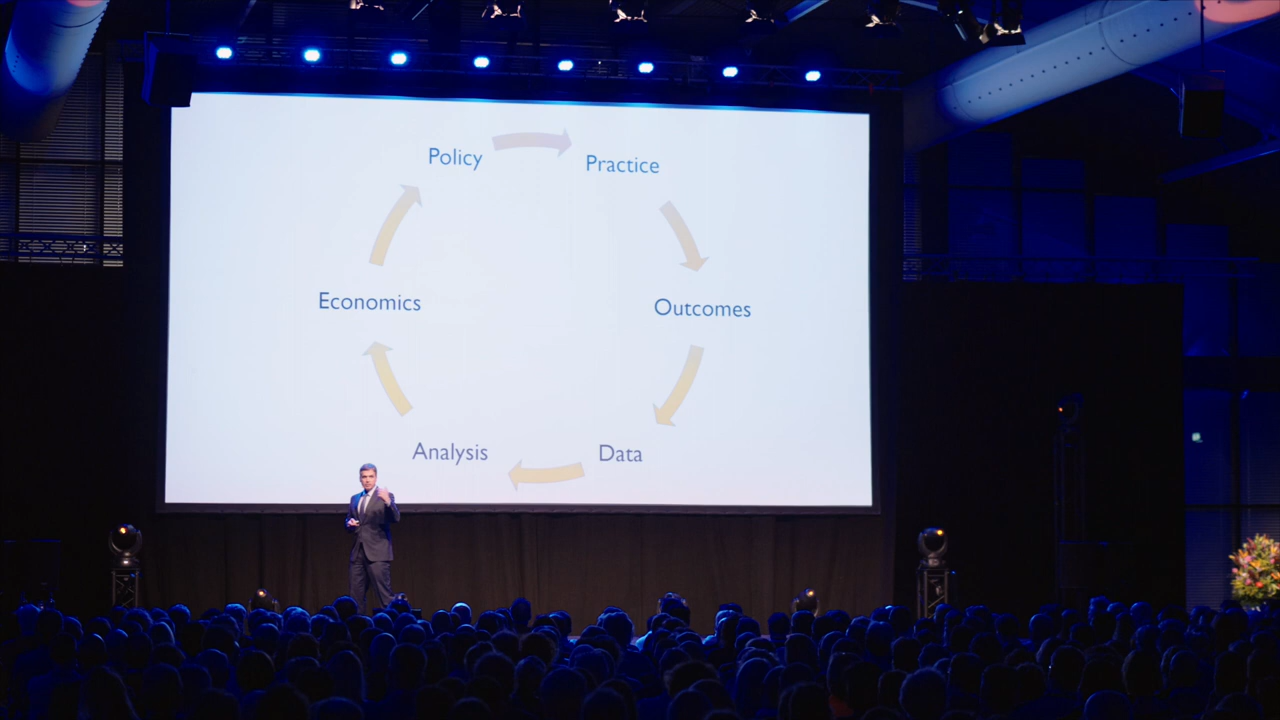 Policy
Practice
Economics
Outcomes
Analysis
Data